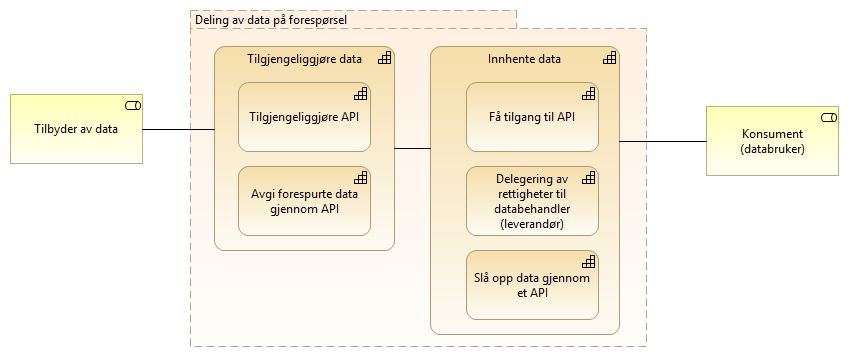 Deling av data på forespørsel
Tilbyder av data
Tilgjengeliggjøre data
Tilgjengeliggjøre API
Avgi forespurte data
gjennom API
Innhente data
Få tilgang til API
Delegering av
rettigheter til
databehandler
(leverandør)
Slå opp data gjennom
et API
Konsument
(databruker)